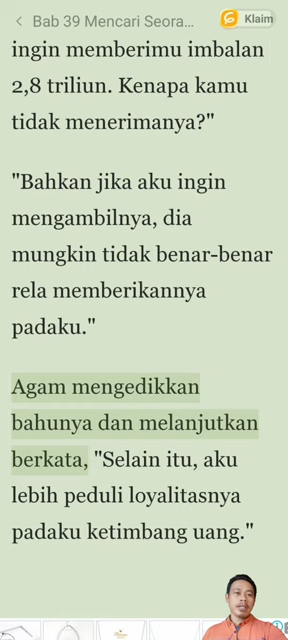 Bab 39 Mencari Seora...
Klaim
ingin memberimu imbalan
2,8 triliun. Kenapa kamu
tidak menerimanya?"
"Bahkan jika aku ingin
mengambilnya, dia
mungkin tidak benar-benar
rela memberikannya
padaku."
Agam mengedikkan
bahunya dan melanjutkan
berkata, "Selain itu, aku
lebih peduli loyalitasnya
padaku ketimbang uang."